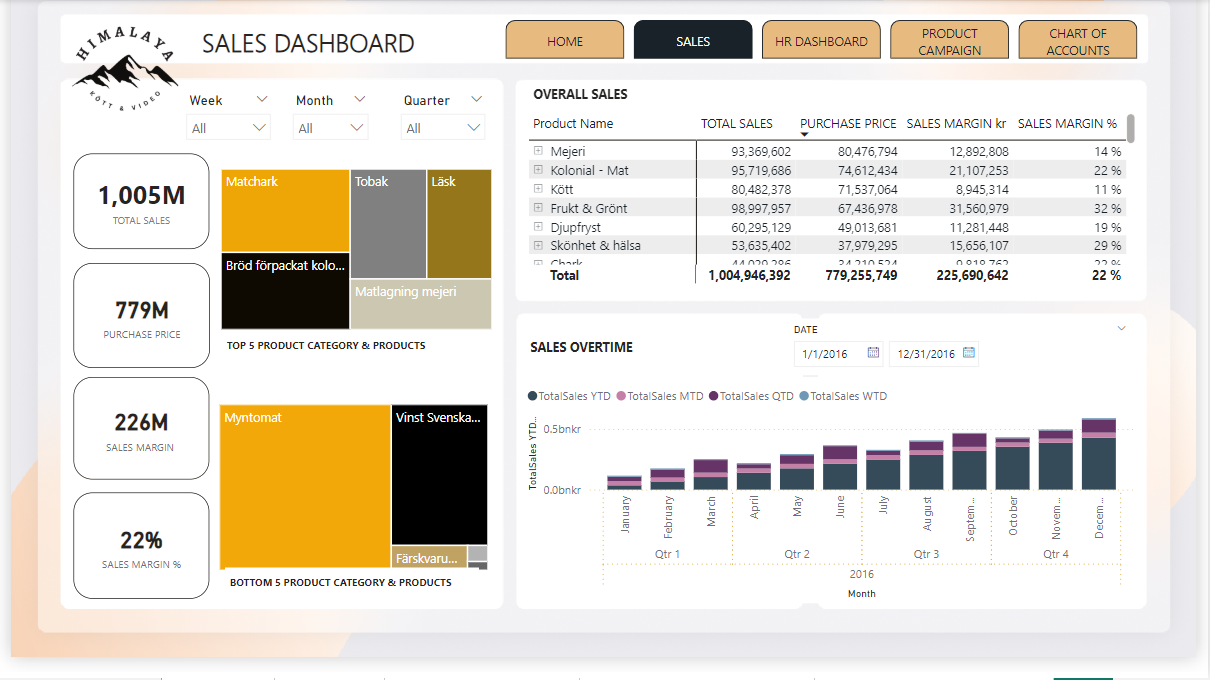 HIMALAYA
KÖTT & VIDEO
SALES DASHBOARD
HOME
SALES
HR DASHBOARD
PRODUCT
CAMPAIGN
CHART OF
ACCOUNTS
Week
Month
Quarter
All
All
All
1,005M
TOTAL SALES
779M
PURCHASE PRICE
226M
SALES MARGIN
22%
SALES MARGIN %
Matchark
Tobak
Läsk
Bröd förpackat kolo...
Matlagning mejeri
TOP 5 PRODUCT CATEGORY & PRODUCTS
Myntomat
Vinst Svenska...
Färskvaru...
BOTTOM 5 PRODUCT CATEGORY & PRODUCTS
OVERALL SALES
Product Name TOTAL SALES PURCHASE PRICE SALES MARGIN kr SALES MARGIN %
Mejeri 93,369,602 80,476,794 12,892,808 14 %
Kolonial - Mat 95,719,686 74,612,434 21,107,253 22 %
Kött 80,482,378 71,537,064 8,945,314 11 %
Frukt & Grönt 98,997,957 67,436,978 31,560,979 32 %
Djupfryst 60,295,129 49,013,681 11,281,448 19 %
Skönhet & hälsa 53,635,402 37,979,295 15,656,107 29 %
Chark 44,029,286 34,210,524 9,818,762 22 %
Total 1,004,946,392 779,255,749 225,690,642 22 %
SALES OVERTIME
DATE
1/1/2016
12/31/2016
TotalSales YTD TotalSales MTD TotalSales QTD TotalSales WTD
TotalSales YTD...
0.5bnkr
0.0bnkr
January
February
March
April
May
June
July
August
Septem...
October
Novem...
Decem...
Qtr 1
Qtr 2
Qtr 3
Qtr 4
2016
Month